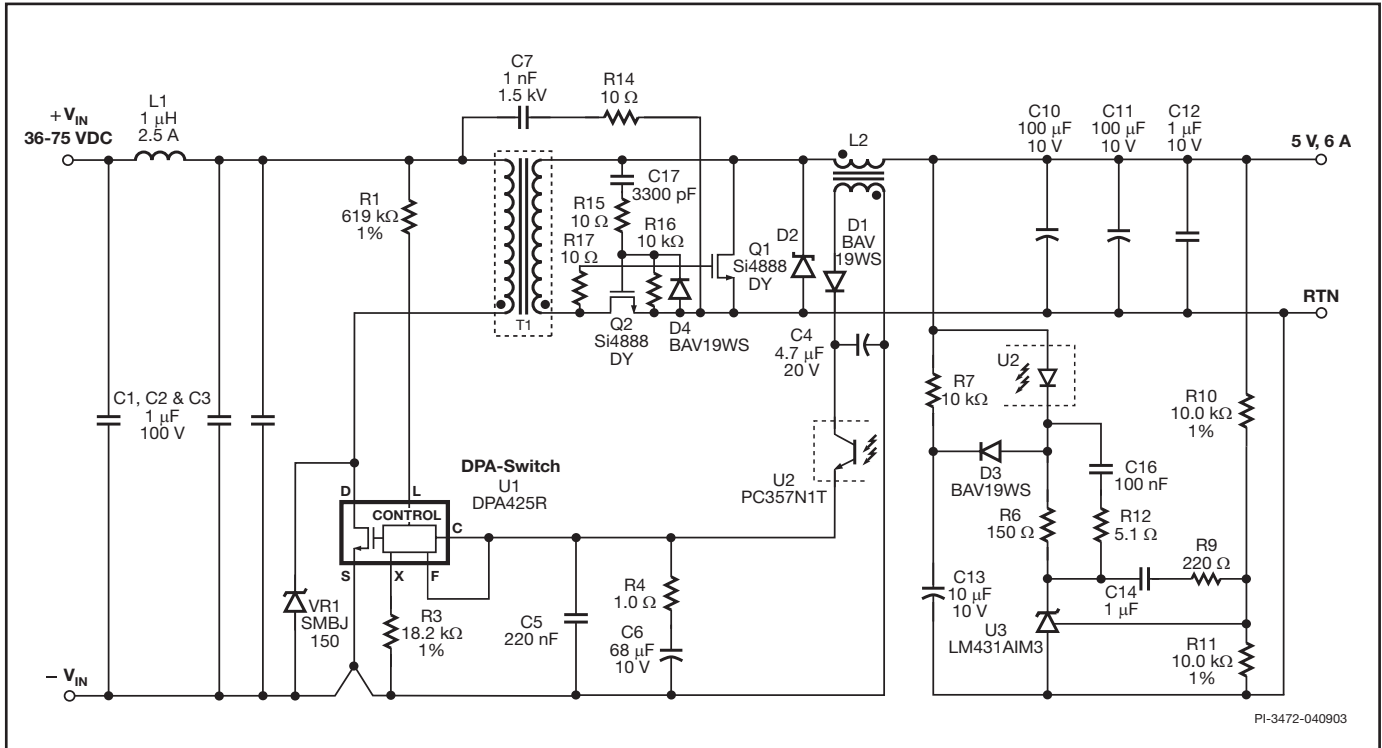 C7
1 nF
1.5 kV
R14
10 Ω
+ VIN
36-75 VDC
L1
1 μH
2.5 A
C10
100 μF
10 V
C11
100 μF
10 V
C12
1 μF
10 V
5 V, 6 A
L2
R1
619 kΩ
1%
C17
3300 pF
R15
10 Ω
R16
10 kΩ
R17
10 Ω
Q1
Si4888
DY
D2
D1
BAV
19WS
RTN
T1
Q2
Si4888
DY
D4
BAV19WS
C4
4.7 μF
20 V
U2
R7
10 kΩ
R10
10.0 kΩ
1%
C1, C2 & C3
1 μF
100 V
DPA-Switch
U1
DPA425R
U2
PC357N1T
D3
BAV19WS
C16
100 nF
D
L
CONTROL
C
S
X
F
R6
150 Ω
R12
5.1 Ω
R9
220 Ω
VR1
SMBJ
150
R3
18.2 kΩ
1%
C5
220 nF
R4
1.0 Ω
C6
68 μF
10 V
C13
10 μF
10 V
C14
1 μF
U3
LM431AIM3
R11
10.0 kΩ
1%
− VIN
PI-3472-040903